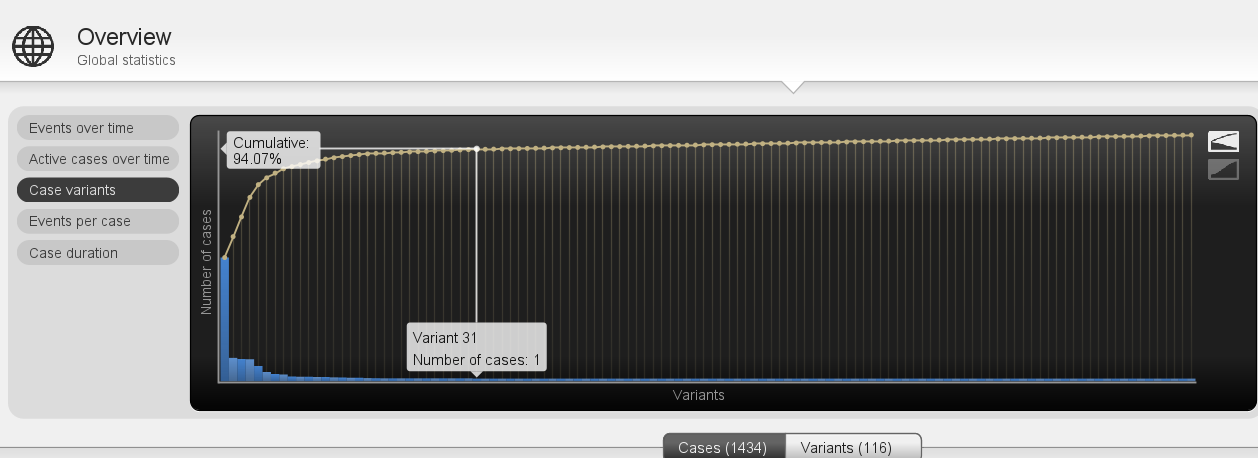 Overview
Global statistics
Events over time
Active cases over time
Case variants
Events per case
Case duration
Number of cases
Cumulative:
94.07%
Variant 31
Number of cases: 1
Variants
Cases (1434)
Variants (116)